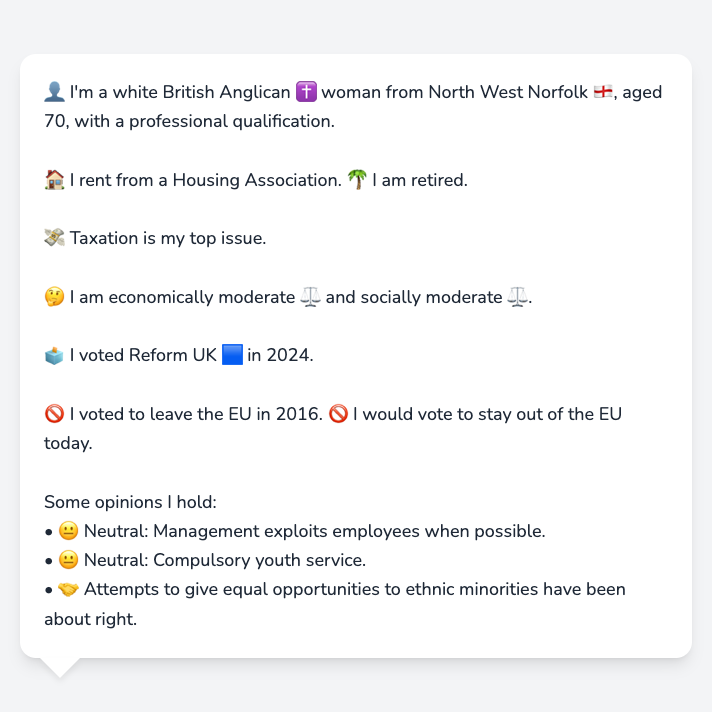 👤 I'm a white British Anglican ✝️ woman from North West Norfolk 🏴󠁧󠁢󠁥󠁮󠁧󠁿, aged
70, with a professional qualification.
🏠 I rent from a Housing Association. 🌴 I am retired.
💸 Taxation is my top issue.
🤔 I am economically moderate ⚖️ and socially moderate ⚖️.
🗳️ I voted Reform UK 🟦 in 2024.
🚫 I voted to leave the EU in 2016. 🚫 I would vote to stay out of the EU
today.
Some opinions I hold:
• 😐 Neutral: Management exploits employees when possible.
• 😐 Neutral: Compulsory youth service.
• 🤝 Attempts to give equal opportunities to ethnic minorities have been
about right.